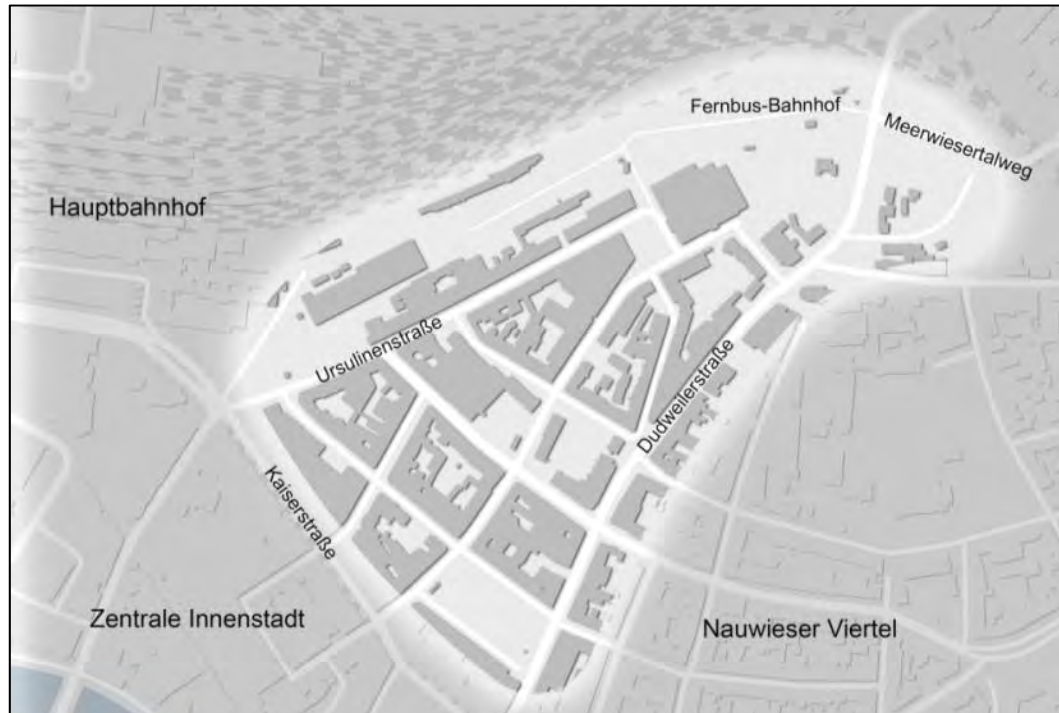 Fernbus-Bahnhof
Meerwiesertalweg
Hauptbahnhof
Ursulinenstraße
Dudweilerstraße
Kaiserstraße
Zentrale Innenstadt
Nauwieser Viertel